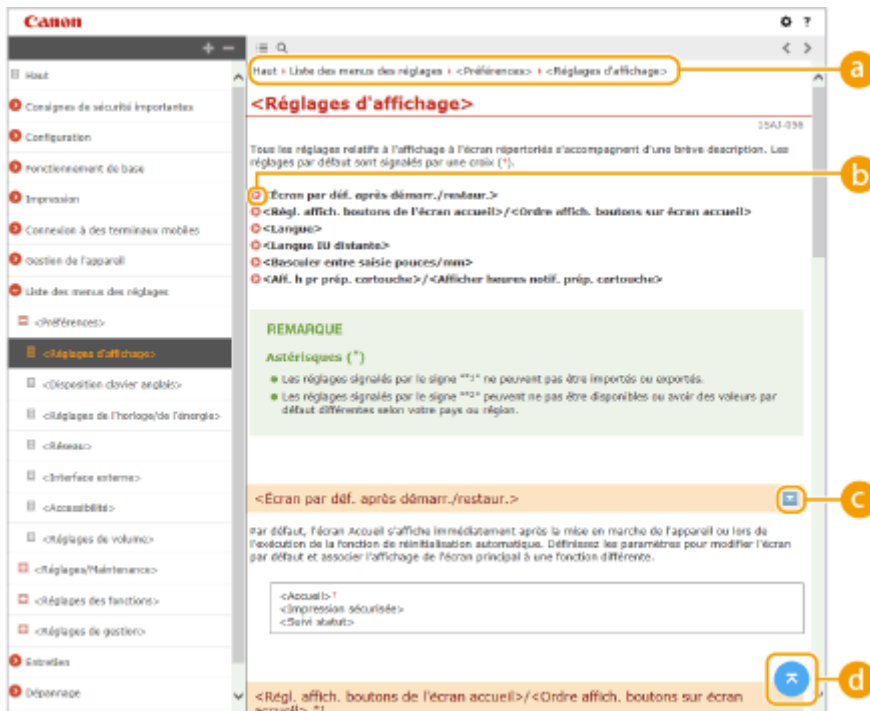 Canon
?
Haut
Consignes de sécurité importantes
Configuration
Fonctionnement de base
Impression
Connexion à des terminaux mobiles
Gestion de l'appareil
Liste des menus des réglages
<Préférences>
<Réglages d'affichage>
<Disposition clavier anglais>
<Réglages de l'horloge/de l'énergie>
<Réseau>
<Interface externe>
<Accessibilité>
<Réglages de volume>
<Réglages/Maintenance>
<Réglages des fonctions>
<Réglages de gestion>
Entretien
Dépannage
Haut › Liste des menus des réglages › <Préférences> › <Réglages d'affichage>
a
<Réglages d'affichage>
1SAJ-036
Tous les réglages relatifs à l'affichage à l'écran répertoriés s'accompagnent d'une brève description. Les
réglages par défaut sont signalés par une croix (*).
b
<Écran par déf. après démarr./restaur.>
<Régl. affich. boutons de l'écran accueil>/<Ordre affich. boutons sur écran accueil>
<Langue>
<Langue IU distante>
<Basculer entre saisie pouces/mm>
<Aff. h pr prép. cartouche>/<Afficher heures notif. prép. cartouche>
REMARQUE
Astérisques (*)
Les réglages signalés par le signe "*1" ne peuvent pas être importés ou exportés.
Les réglages signalés par le signe "*2" peuvent ne pas être disponibles ou avoir des valeurs par
défaut différentes selon votre pays ou région.
<Écran par déf. après démarr./restaur.>
c
Par défaut, l'écran Accueil s'affiche immédiatement après la mise en marche de l'appareil ou lors de
l'exécution de la fonction de réinitialisation automatique. Définissez les paramètres pour modifier l'écran
par défaut et associer l'affichage de l'écran principal à une fonction différente.
<Accueil>†
<Impression sécurisée>
<Suivi statut>
d
<Régl. affich. boutons de l'écran accueil>/<Ordre affich. boutons sur écran
accueil> *1